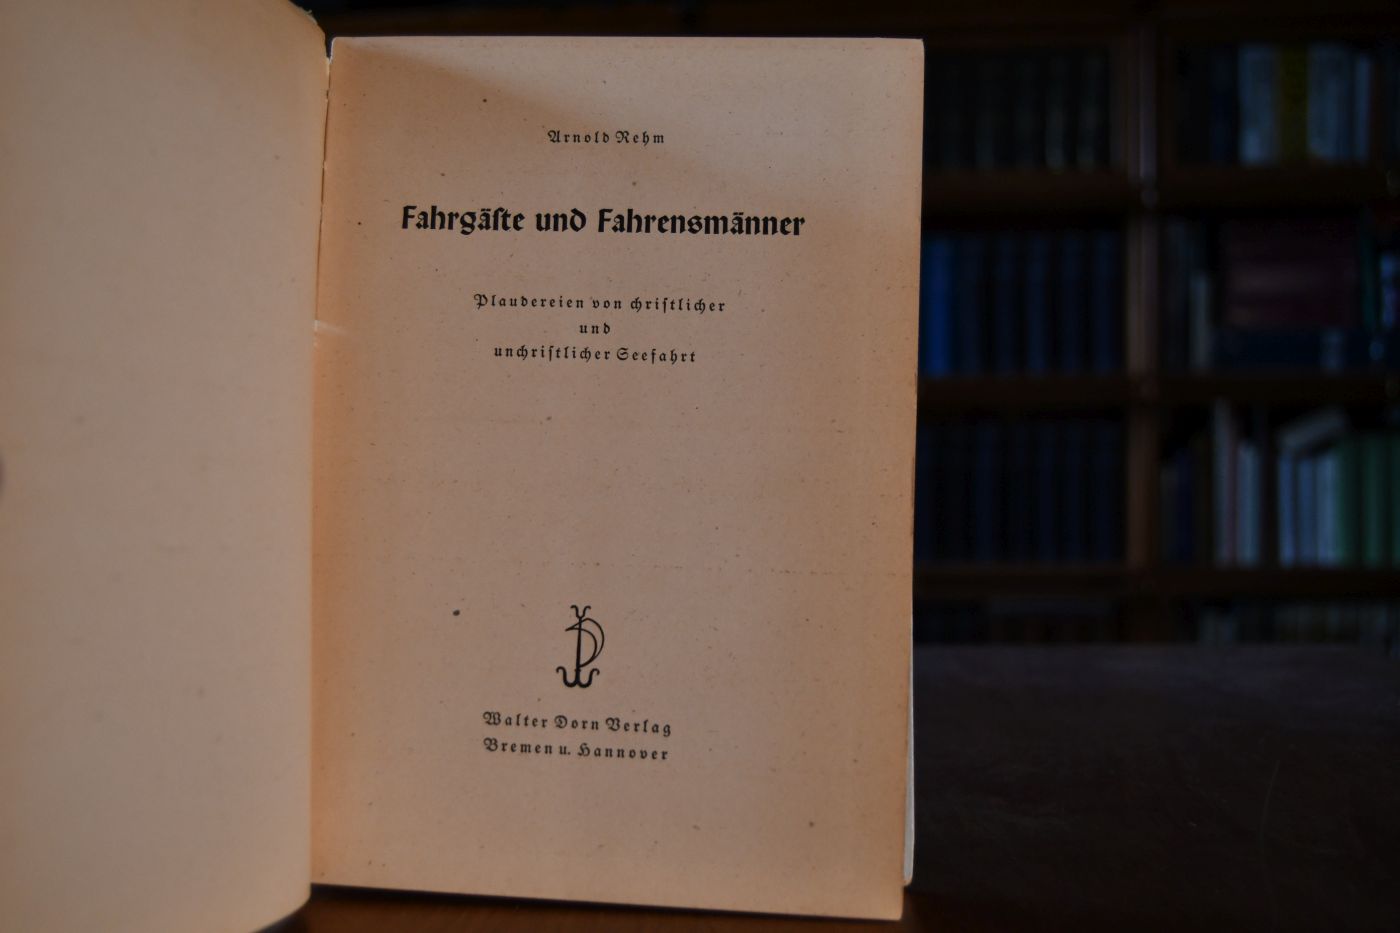 Arnold Rehm
Fahrgäſte und Fahrensmänner
Plaudereien von chriſtlicher
und
unchriſtlicher Seefahrt
Walter Dorn Verlag
Bremen u. Hannover